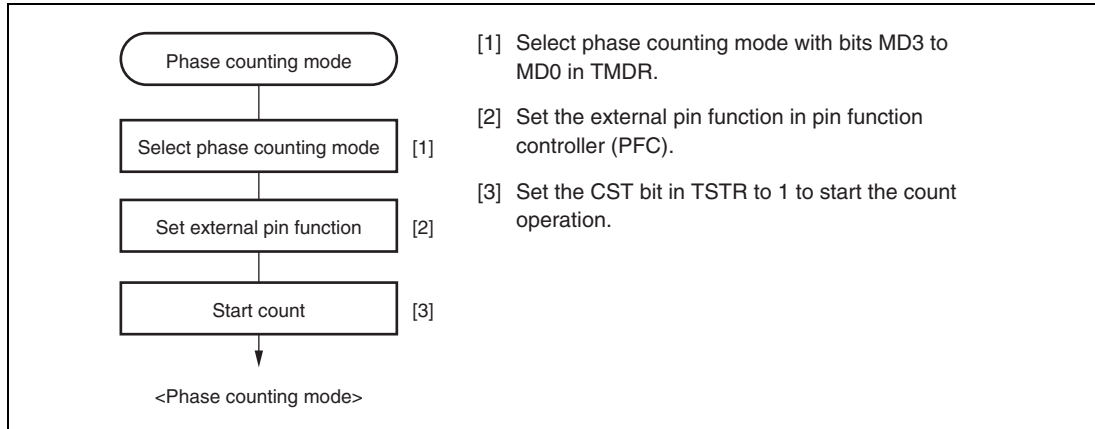 Phase counting mode
Select phase counting mode [1]
Set external pin function [2]
Start count [3]
<Phase counting mode>
[1] Select phase counting mode with bits MD3 to
MD0 in TMDR.
[2] Set the external pin function in pin function
controller (PFC).
[3] Set the CST bit in TSTR to 1 to start the count
operation.